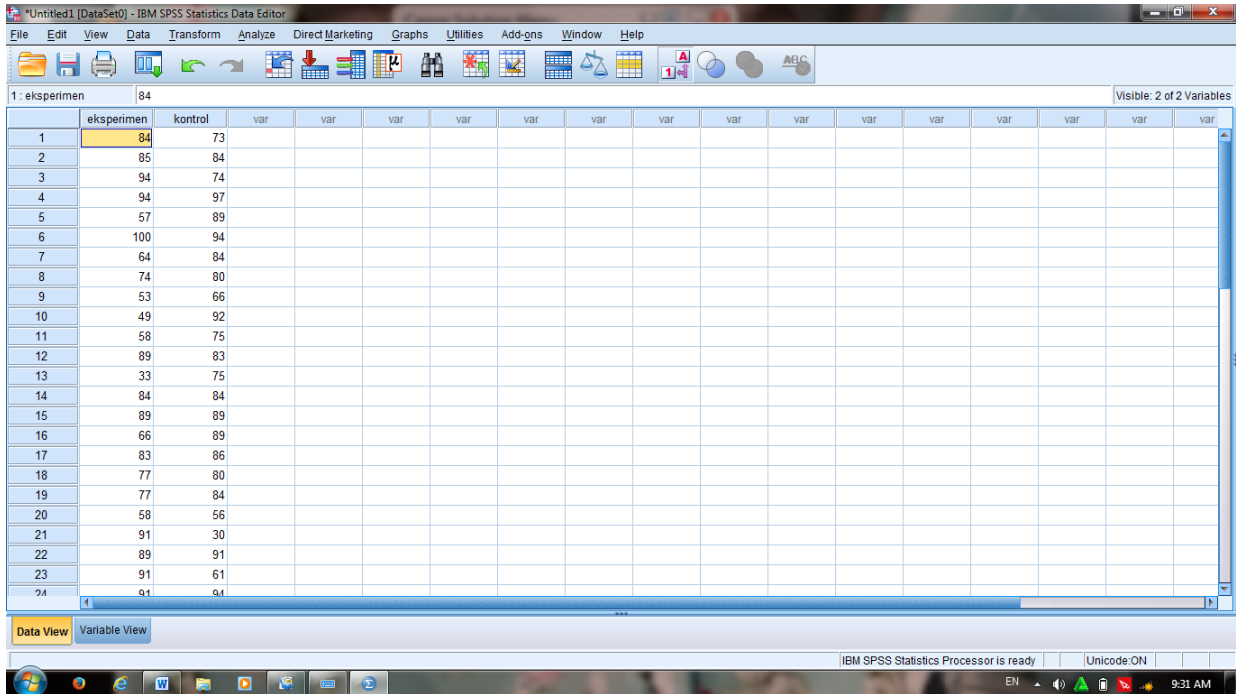 *Untitled1 [DataSet0] - IBM SPSS Statistics Data Editor
File Edit View Data Transform Analyze Direct Marketing Graphs Utilities Add-ons Window Help
1 : eksperimen 84 Visible: 2 of 2 Variables
eksperimen kontrol var var var var var var var var var var var var var var var
1 84 73
2 85 84
3 94 74
4 94 97
5 57 89
6 100 94
7 64 84
8 74 80
9 53 66
10 49 92
11 58 75
12 89 83
13 33 75
14 84 84
15 89 89
16 66 89
17 83 86
18 77 80
19 77 84
20 58 56
21 91 30
22 89 91
23 91 61
24 91 94
Data View Variable View
IBM SPSS Statistics Processor is ready Unicode:ON
EN 9:31 AM